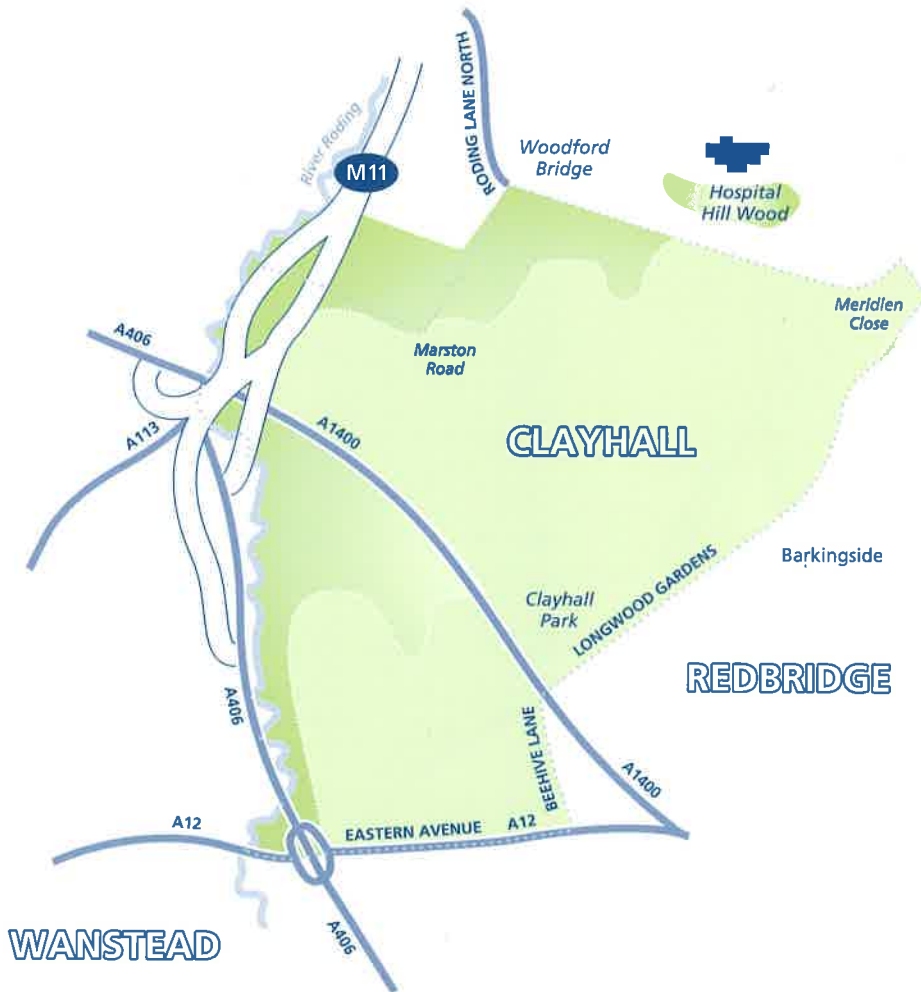 River Roding
M11
RODING LANE NORTH
Woodford
Bridge
Hospital
Hill Wood
Meridien
Close
A406
Marston
Road
A113
A1400
CLAYHALL
Barkingside
Clayhall
Park
LONGWOOD GARDENS
REDBRIDGE
A406
BEEHIVE LANE
A1400
A12
EASTERN AVENUE A12
A406
WANSTEAD